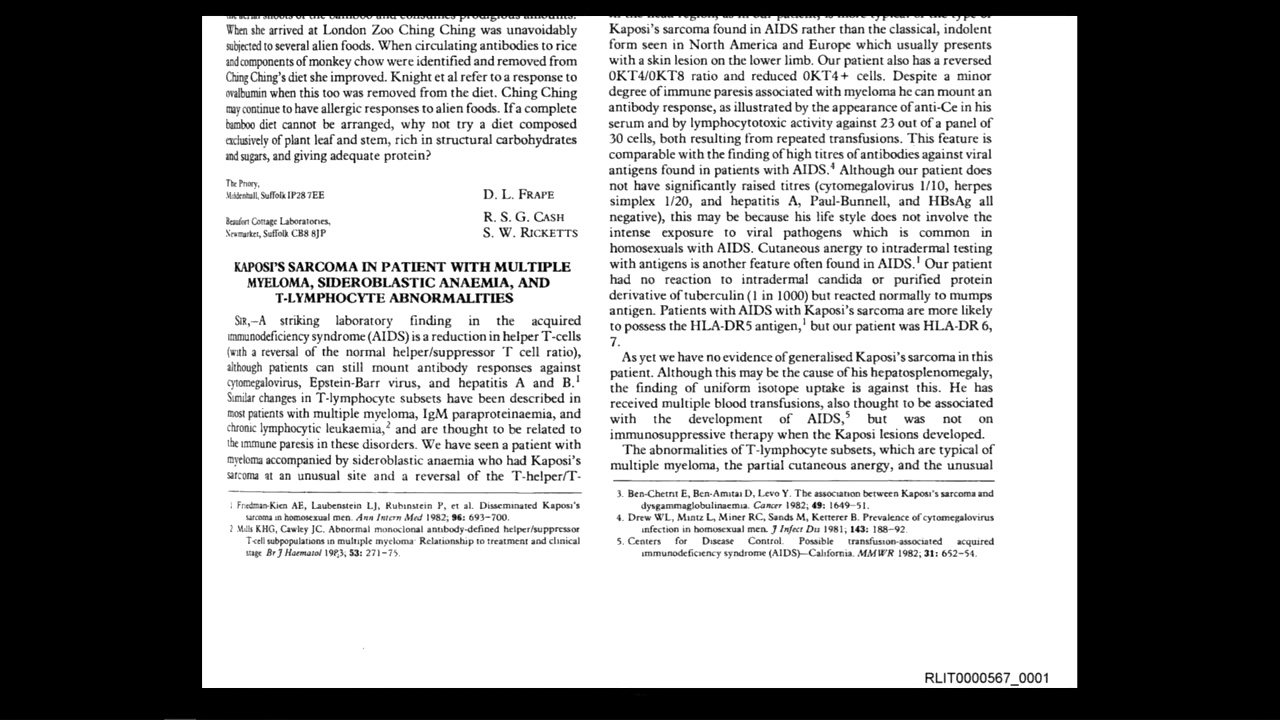 When she arrived at London Zoo Ching Ching was unavoidably
subjected to several alien foods. When circulating antibodies to rice
and components of monkey chow were identified and removed from
Ching Ching's diet she improved. Knight et al refer to a response to
ovalbumin when this too was removed from the diet. Ching Ching
may continue to have allergic responses to alien foods. If a complete
bamboo diet cannot be arranged, why not try a diet composed
exclusively of plant leaf and stem, rich in structural carbohydrates
and sugars, and giving adequate protein?
The Priory,
Mildenhall, Suffolk IP28 7EE
D. L. FRAPE
Beaufort Cottage Laboratories,
Newmarket, Suffolk CB8 8JP
R. S. G. CASH
S. W. RICKETTS
KAPOSI'S SARCOMA IN PATIENT WITH MULTIPLE
MYELOMA, SIDEROBLASTIC ANAEMIA, AND
T-LYMPHOCYTE ABNORMALITIES
SIR,—A striking laboratory finding in the acquired
immunodeficiency syndrome (AIDS) is a reduction in helper T-cells
(with a reversal of the normal helper/suppressor T cell ratio),
although patients can still mount antibody responses against
cytomegalovirus, Epstein-Barr virus, and hepatitis A and B.1
Similar changes in T-lymphocyte subsets have been described in
most patients with multiple myeloma, IgM paraproteinaemia, and
chronic lymphocytic leukaemia,2 and are thought to be related to
the immune paresis in these disorders. We have seen a patient with
myeloma accompanied by sideroblastic anaemia who had Kaposi's
sarcoma at an unusual site and a reversal of the T-helper/T-
1 Friedman-Kien AE, Laubenstein LJ, Rubinstein P, et al. Disseminated Kaposi's
sarcoma in homosexual men. Ann Intern Med 1982; 96: 693-700.
2 Mills KHG, Cawley JC. Abnormal monoclonal antibody-defined helper/suppressor
T-cell subpopulations in multiple myeloma: Relationship to treatment and clinical
stage. Br J Haematol 1983; 53: 271-75.
Kaposi's sarcoma found in AIDS rather than the classical, indolent
form seen in North America and Europe which usually presents
with a skin lesion on the lower limb. Our patient also has a reversed
0KT4/0KT8 ratio and reduced 0KT4+ cells. Despite a minor
degree of immune paresis associated with myeloma he can mount an
antibody response, as illustrated by the appearance of anti-Ce in his
serum and by lymphocytotoxic activity against 23 out of a panel of
30 cells, both resulting from repeated transfusions. This feature is
comparable with the finding of high titres of antibodies against viral
antigens found in patients with AIDS.4 Although our patient does
not have significantly raised titres (cytomegalovirus 1/10, herpes
simplex 1/20, and hepatitis A, Paul-Bunnell, and HBsAg all
negative), this may be because his life style does not involve the
intense exposure to viral pathogens which is common in
homosexuals with AIDS. Cutaneous anergy to intradermal testing
with antigens is another feature often found in AIDS.1 Our patient
had no reaction to intradermal candida or purified protein
derivative of tuberculin (1 in 1000) but reacted normally to mumps
antigen. Patients with AIDS with Kaposi's sarcoma are more likely
to possess the HLA-DR5 antigen,1 but our patient was HLA-DR 6,
7.
As yet we have no evidence of generalised Kaposi's sarcoma in this
patient. Although this may be the cause of his hepatosplenomegaly,
the finding of uniform isotope uptake is against this. He has
received multiple blood transfusions, also thought to be associated
with the development of AIDS,5 but was not on
immunosuppressive therapy when the Kaposi lesions developed.
The abnormalities of T-lymphocyte subsets, which are typical of
multiple myeloma, the partial cutaneous anergy, and the unusual
3. Ben-Chetrit E, Ben-Amitai D, Levo Y. The association between Kaposi's sarcoma and
dysgammaglobulinaemia. Cancer 1982; 49: 1649-51.
4. Drew WL, Mintz L, Miner RC, Sands M, Ketterer B. Prevalence of cytomegalovirus
infection in homosexual men. J Infect Dis 1981; 143: 188-92.
5. Centers for Disease Control. Possible transfusion-associated acquired
immunodeficiency syndrome (AIDS)—California. MMWR 1982; 31: 652-54.
RLIT0000567_0001